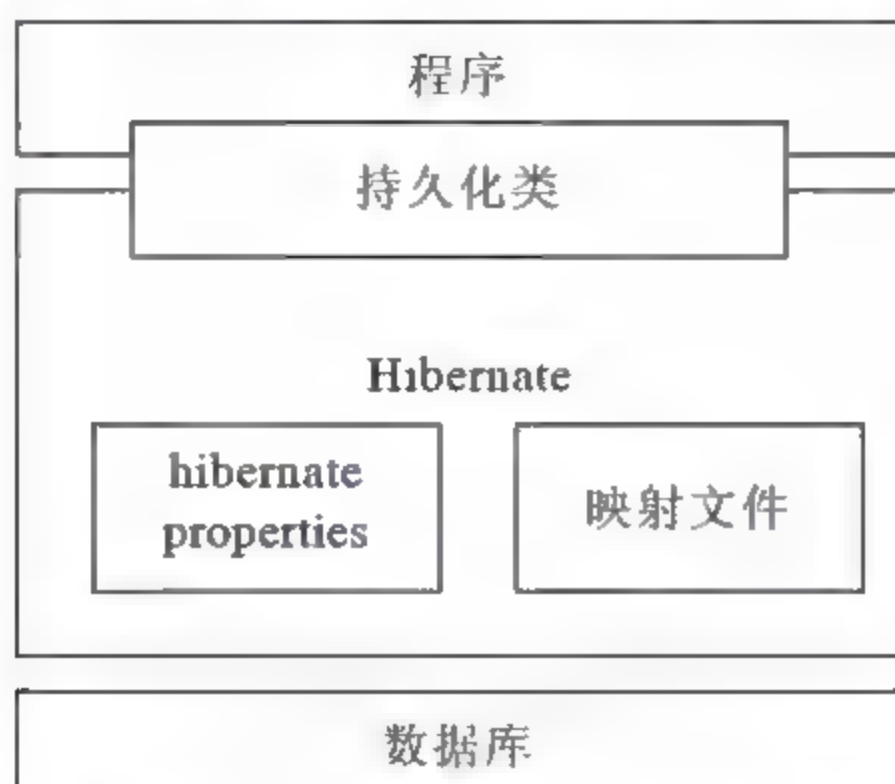 程序
持久化类
Hibernate
hibernate
properties
映射文件
数据库